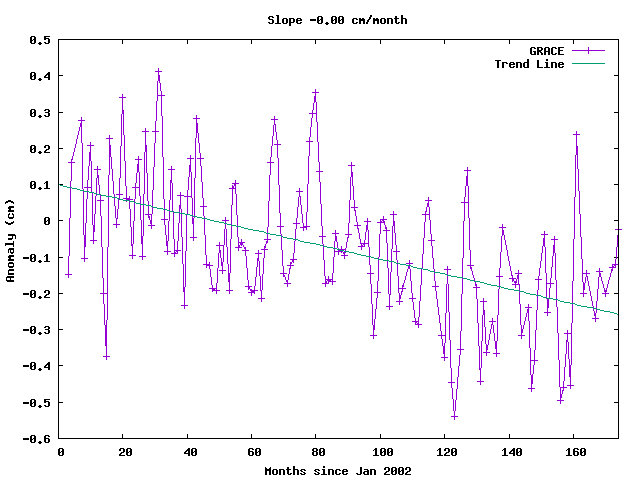 Slope -0.00 cm/month
GRACE
Trend Line
0.5
0.4
0.3
0.2
0.1
0
-0.1
-0.2
-0.3
-0.4
-0.5
-0.6
Anomaly (cm)
0 20 40 60 80 100 120 140 160
Months since Jan 2002